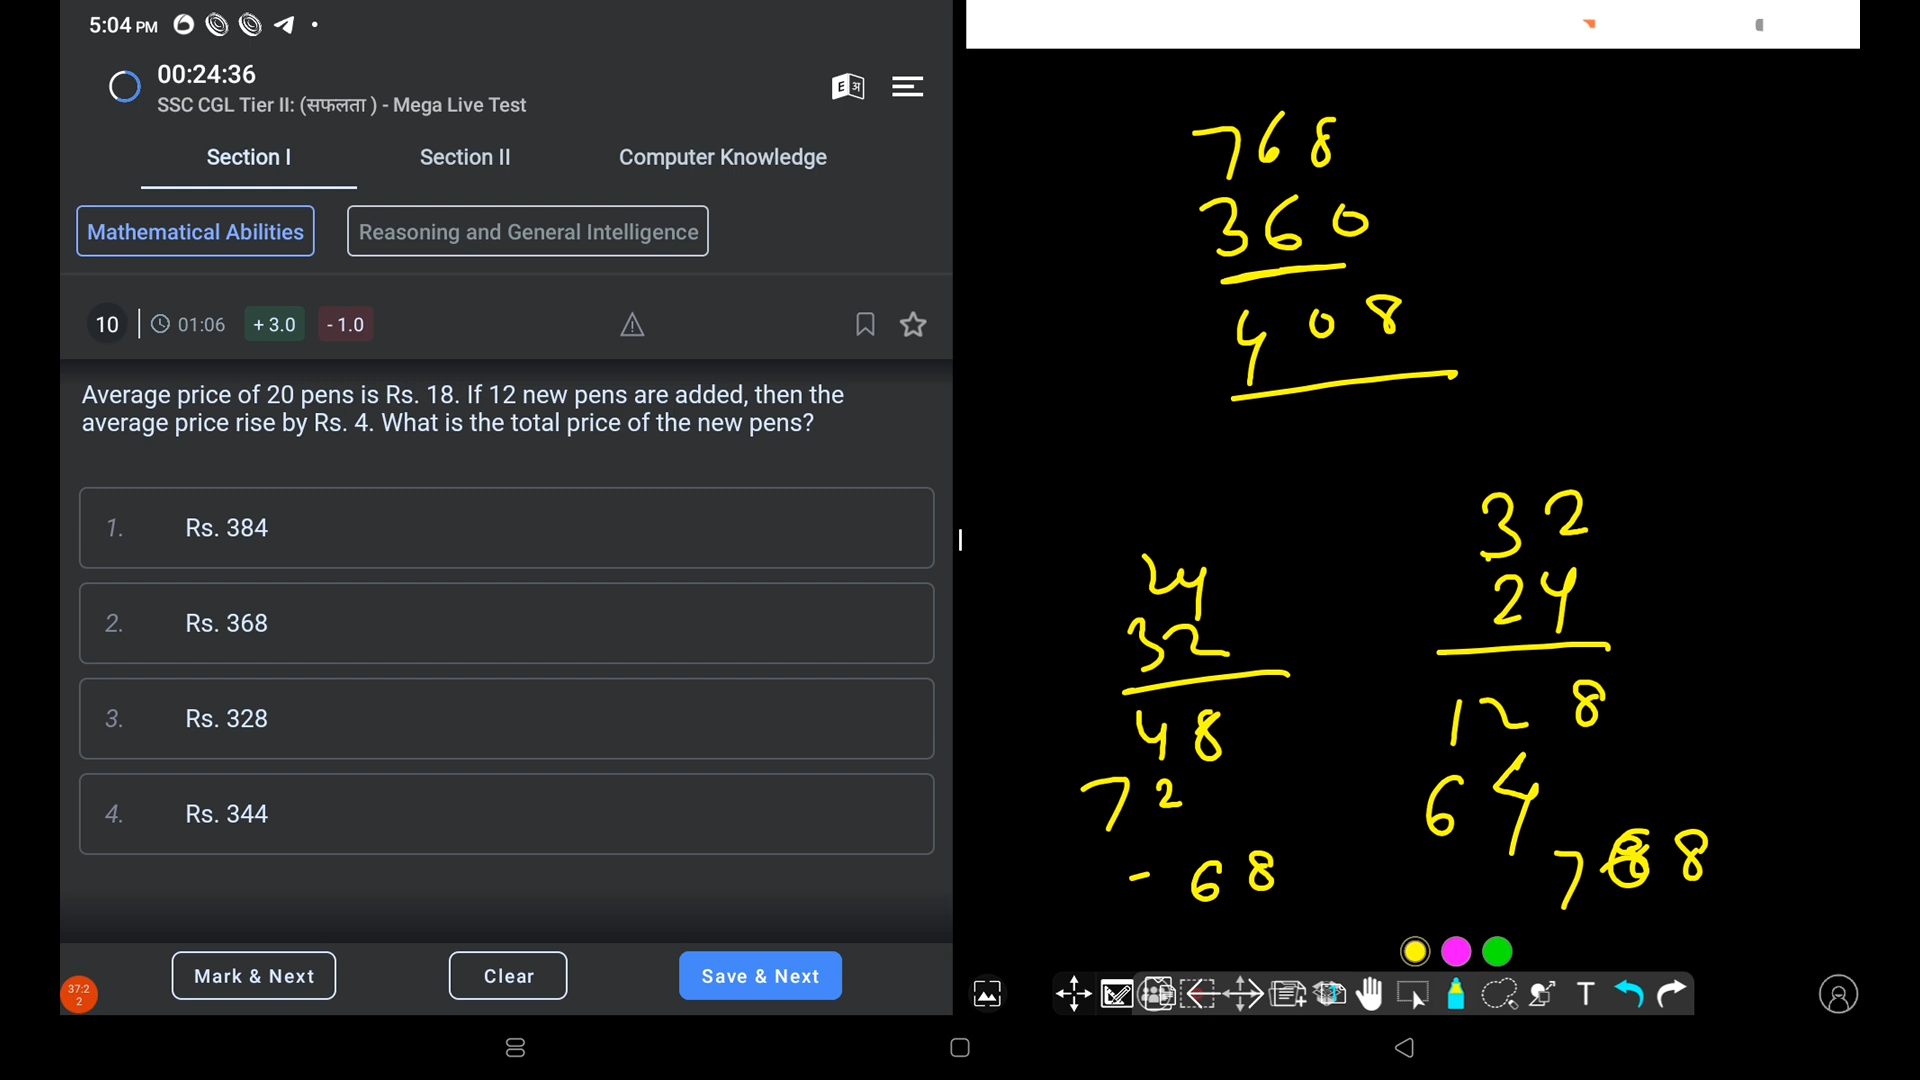 5:04 PM
00:24:36
SSC CGL Tier II: (सफलता ) - Mega Live Test
E अ
Section I
Section II
Computer Knowledge
Mathematical Abilities
Reasoning and General Intelligence
10
01:06
+ 3.0
- 1.0
Average price of 20 pens is Rs. 18. If 12 new pens are added, then the
average price rise by Rs. 4. What is the total price of the new pens?
1. Rs. 384
2. Rs. 368
3. Rs. 328
4. Rs. 344
Mark & Next
Clear
Save & Next
37:2
2
768
360
408
24
32
48
72
- 68
32
24
128
64
768
T